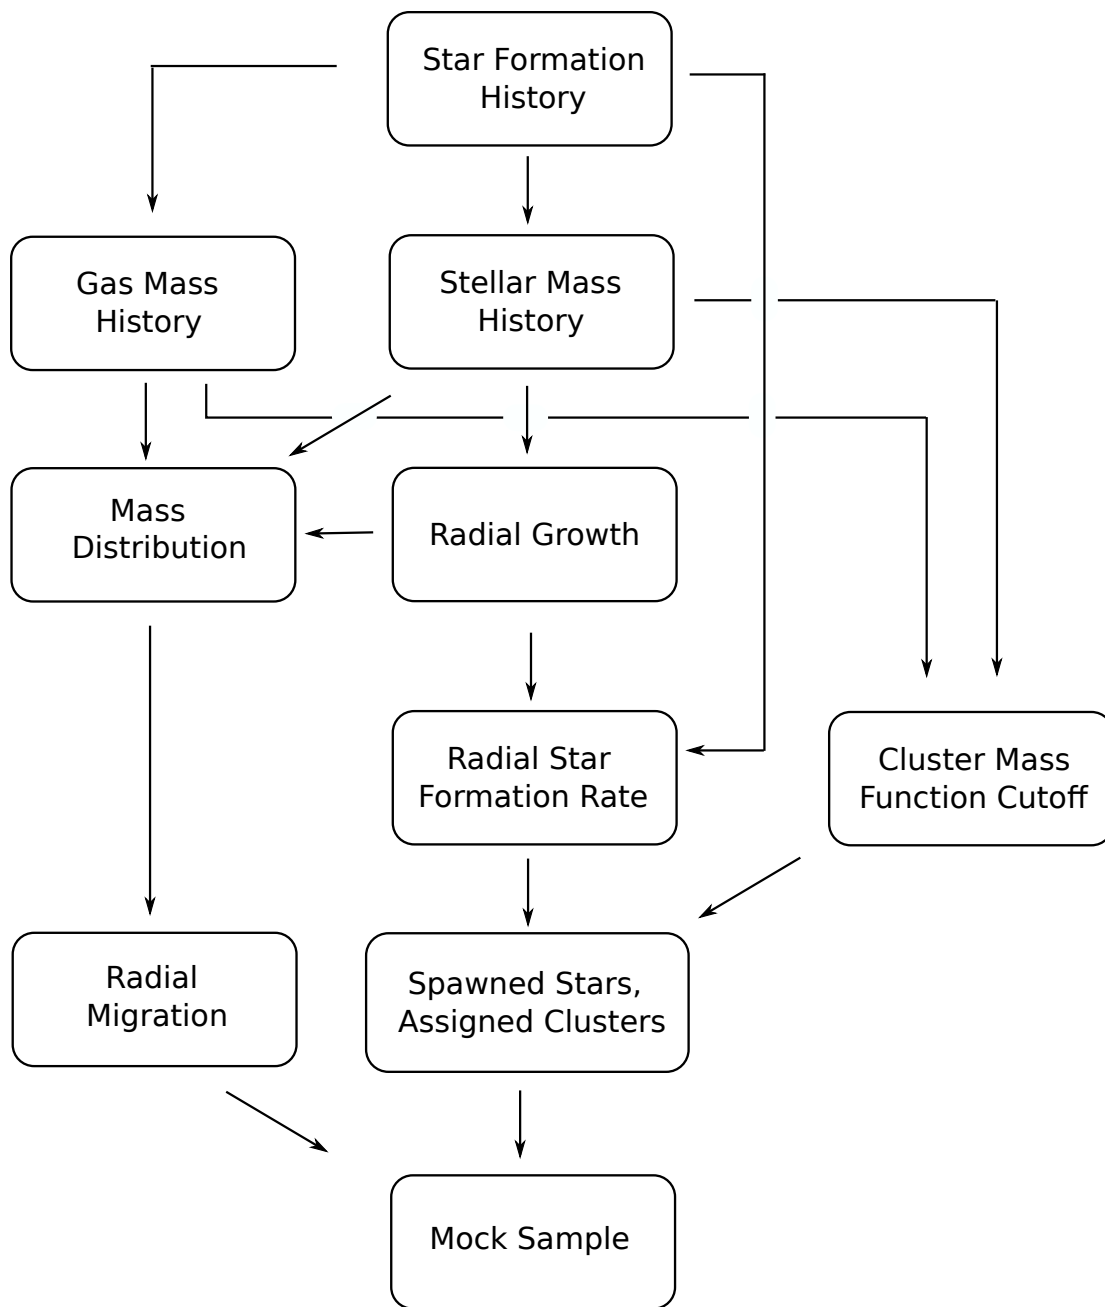 Star Formation
History
Gas Mass
History
Stellar Mass
History
Mass
Distribution
Radial Growth
Radial Star
Formation Rate
Cluster Mass
Function Cutoff
Radial
Migration
Spawned Stars,
Assigned Clusters
Mock Sample